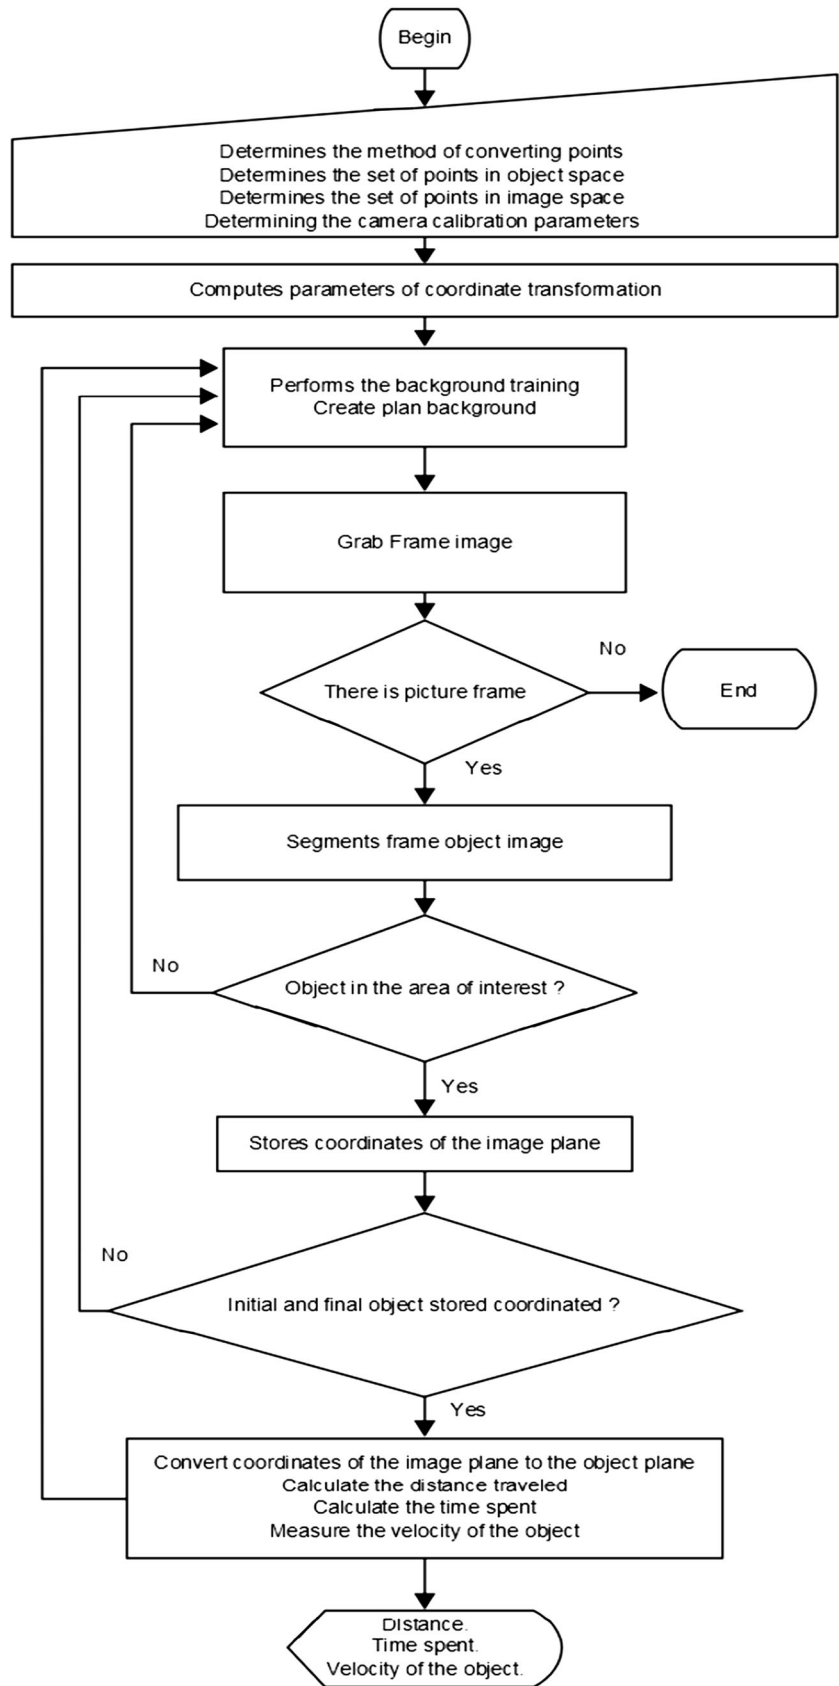 Begin
Determines the method of converting points
Determines the set of points in object space
Determines the set of points in image space
Determining the camera calibration parameters
Computes parameters of coordinate transformation
Performs the background training
Create plan background
Grab Frame image
No
There is picture frame
End
Yes
Segments frame object image
No
Object in the area of interest ?
Yes
Stores coordinates of the image plane
No
Initial and final object stored coordinated ?
Yes
Convert coordinates of the image plane to the object plane
Calculate the distance traveled
Calculate the time spent
Measure the velocity of the object
Distance.
Time spent.
Velocity of the object.